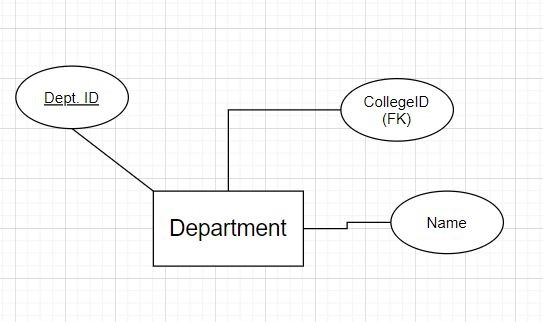 Dept. ID
CollegeID
(FK)
Department
Name